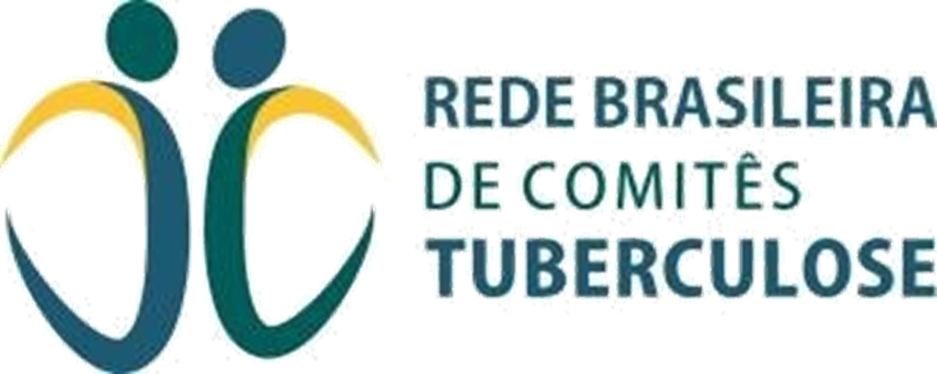 REDE BRASILEIRA
DE COMITÊS
TUBERCULOSE